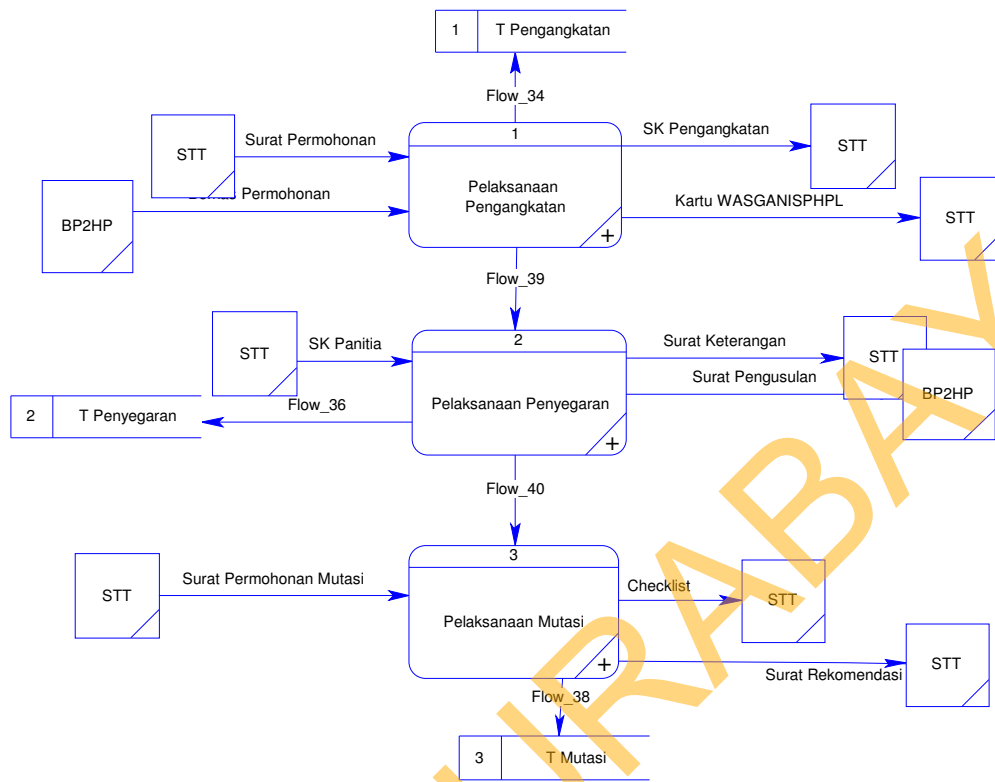 1 T Pengangkatan
Flow_34
1
SK Pengangkatan
STT
Surat Permohonan
STT
Permohonan
Pelaksanaan
Pengangkatan
Kartu WASGANISPHPL
STT
BP2HP
+
Flow_39
2
SK Panitia
STT
Surat Keterangan
STT
Surat Pengusulan
BP2HP
Flow_36
Pelaksanaan Penyegaran
2 T Penyegaran
+
Flow_40
3
Surat Permohonan Mutasi
STT
Checklist
STT
Pelaksanaan Mutasi
+
Surat Rekomendasi
STT
Flow_38
3 T Mutasi
URABAY